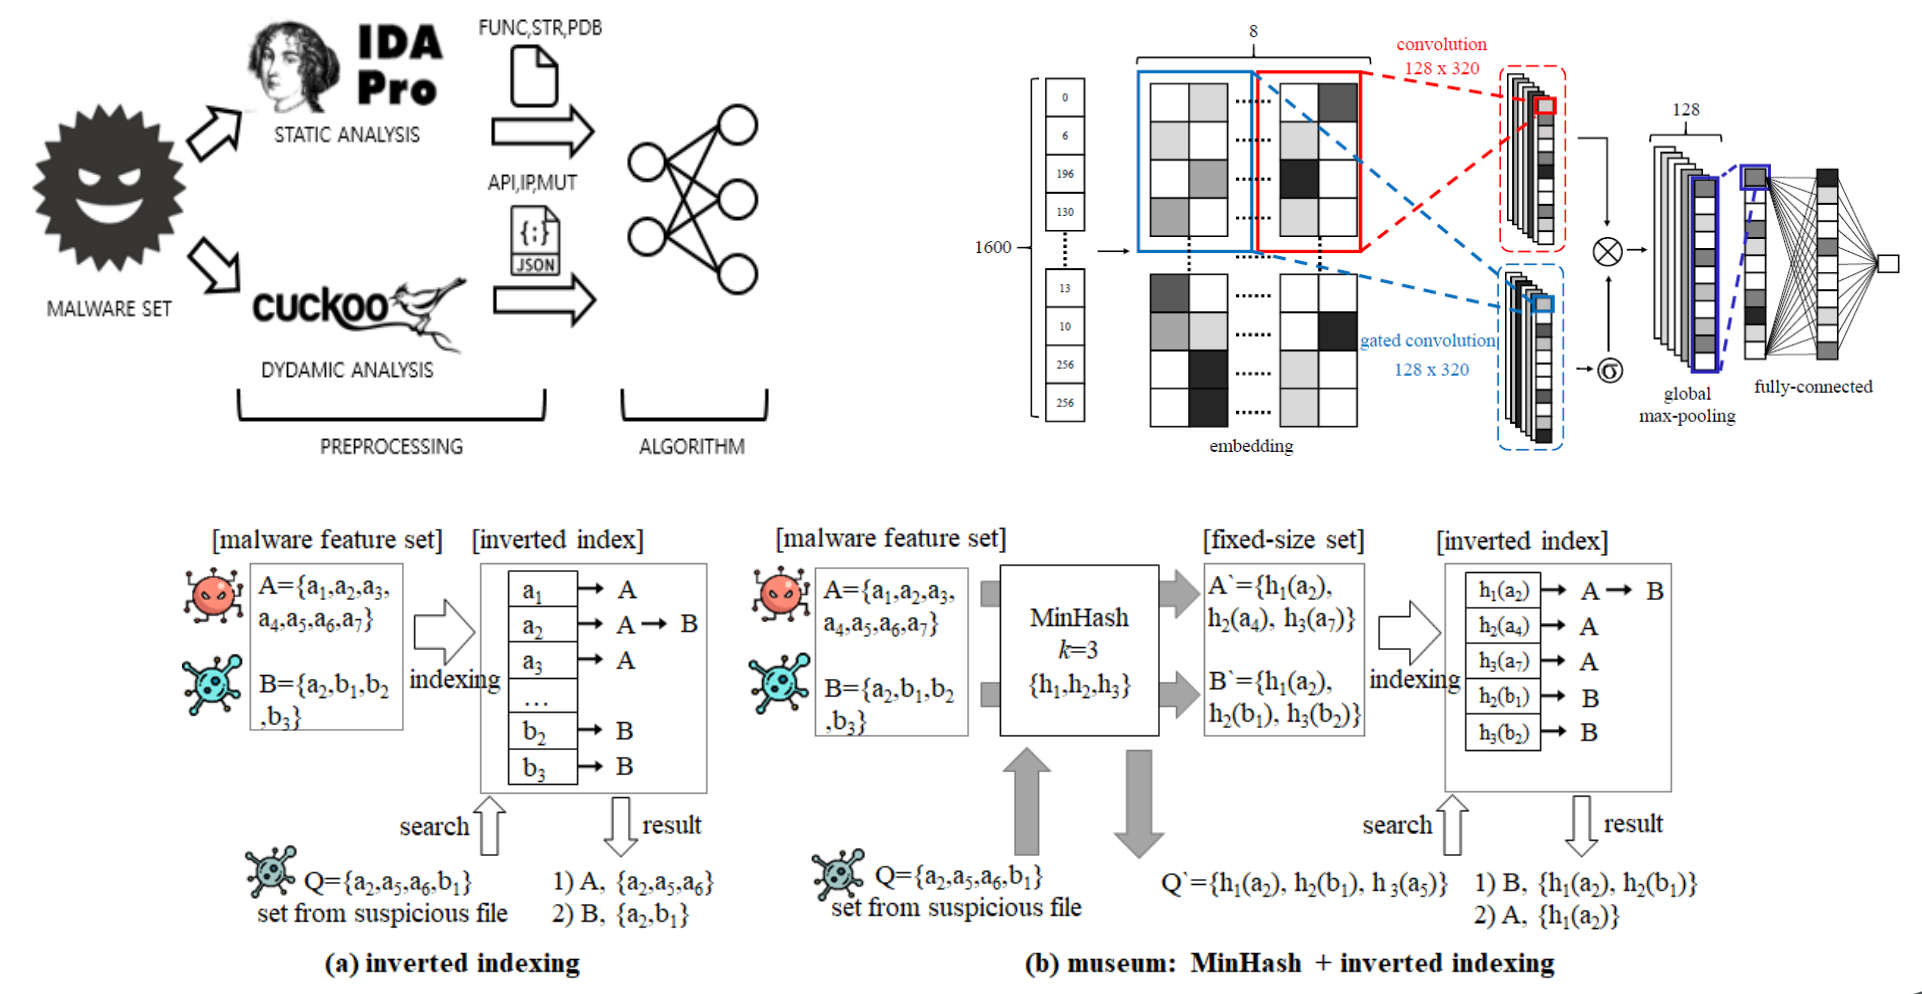 FUNC,STR,PDB
IDA
Pro
STATIC ANALYSIS
API,IP,MUT
{;}
JSON
MALWARE SET
cuckoo
DYDAMIC ANALYSIS
PREPROCESSING
ALGORITHM
8
convolution
128 x 320
0
6
196
130
1600
13
10
256
256
embedding
gated convolution
128 x 320
σ
128
global
max-pooling
fully-connected
[malware feature set]
A={a₁,a₂,a₃,
a₄,a₅,a₆,a₇}
B={a₂,b₁,b₂
,b₃}
indexing
[inverted index]
a₁ → A
a₂ → A → B
a₃ → A
...
b₂ → B
b₃ → B
search
result
Q={a₂,a₅,a₆,b₁}
set from suspicious file
1) A, {a₂,a₅,a₆}
2) B, {a₂,b₁}
(a) inverted indexing
[malware feature set]
A={a₁,a₂,a₃,
a₄,a₅,a₆,a₇}
B={a₂,b₁,b₂
,b₃}
MinHash
k=3
{h₁,h₂,h₃}
[fixed-size set]
A`={h₁(a₂),
h₂(a₄), h₃(a₇)}
B`={h₁(a₂),
h₂(b₁), h₃(b₂)}
indexing
[inverted index]
h₁(a₂) → A → B
h₂(a₄) → A
h₃(a₇) → A
h₂(b₁) → B
h₃(b₂) → B
search
result
Q={a₂,a₅,a₆,b₁}
set from suspicious file
Q`={h₁(a₂), h₂(b₁), h₃(a₅)}
1) B, {h₁(a₂), h₂(b₁)}
2) A, {h₁(a₂)}
(b) museum: MinHash + inverted indexing